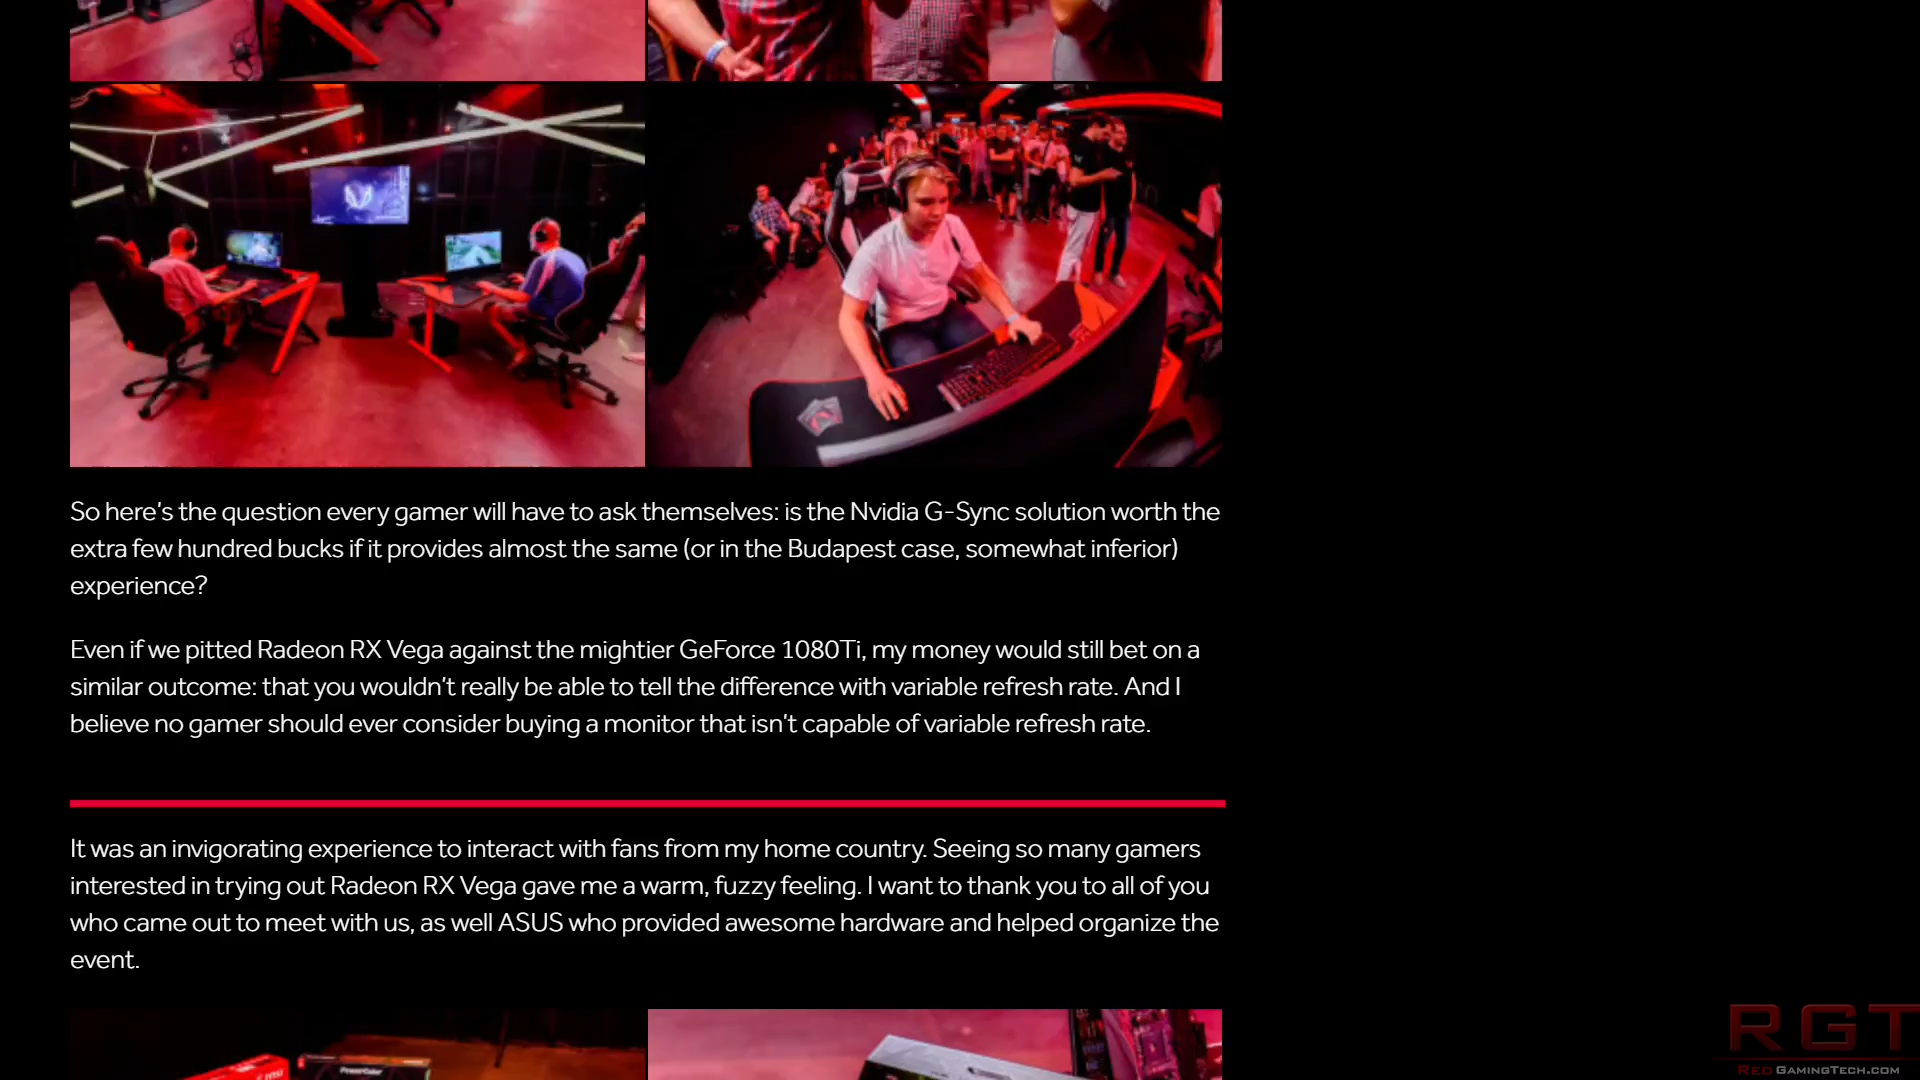 So here's the question every gamer will have to ask themselves: is the Nvidia G-Sync solution worth the
extra few hundred bucks if it provides almost the same (or in the Budapest case, somewhat inferior)
experience?
Even if we pitted Radeon RX Vega against the mightier GeForce 1080Ti, my money would still bet on a
similar outcome: that you wouldn't really be able to tell the difference with variable refresh rate. And I
believe no gamer should ever consider buying a monitor that isn't capable of variable refresh rate.
It was an invigorating experience to interact with fans from my home country. Seeing so many gamers
interested in trying out Radeon RX Vega gave me a warm, fuzzy feeling. I want to thank you to all of you
who came out to meet with us, as well ASUS who provided awesome hardware and helped organize the
event.
msi
PowerColor
RGT
REDGAMINGTECH.COM